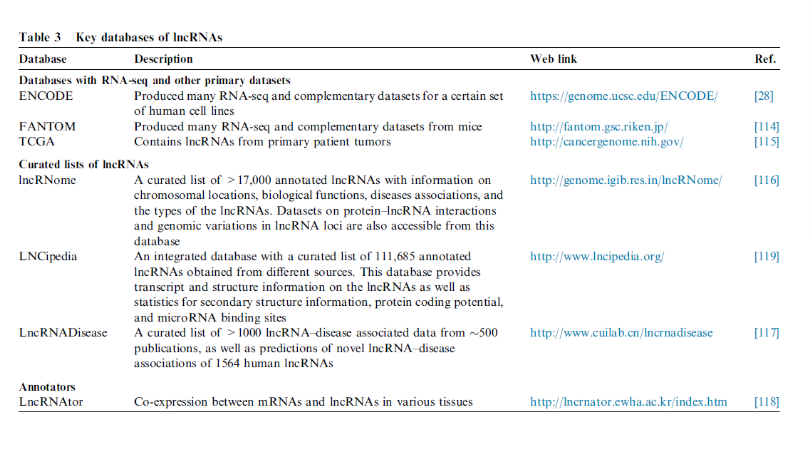 Table 3 Key databases of lncRNAs
Database Description Web link Ref.
Databases with RNA-seq and other primary datasets
ENCODE Produced many RNA-seq and complementary datasets for a certain set https://genome.ucsc.edu/ENCODE/ [28]
of human cell lines
FANTOM Produced many RNA-seq and complementary datasets from mice http://fantom.gsc.riken.jp/ [114]
TCGA Contains lncRNAs from primary patient tumors http://cancergenome.nih.gov/ [115]
Curated lists of lncRNAs
lncRNome A curated list of >17,000 annotated lncRNAs with information on http://genome.igib.res.in/lncRNome/ [116]
chromosomal locations, biological functions, diseases associations, and
the types of the lncRNAs. Datasets on protein–lncRNA interactions
and genomic variations in lncRNA loci are also accessible from this
database
LNCipedia An integrated database with a curated list of 111,685 annotated http://www.lncipedia.org/ [119]
lncRNAs obtained from different sources. This database provides
transcript and structure information on the lncRNAs as well as
statistics for secondary structure information, protein coding potential,
and microRNA binding sites
LncRNADisease A curated list of >1000 lncRNA–disease associated data from ~500 http://www.cuilab.cn/lncrnadisease [117]
publications, as well as predictions of novel lncRNA–disease
associations of 1564 human lncRNAs
Annotators
LncRNAtor Co-expression between mRNAs and lncRNAs in various tissues http://lncrnator.ewha.ac.kr/index.htm [118]